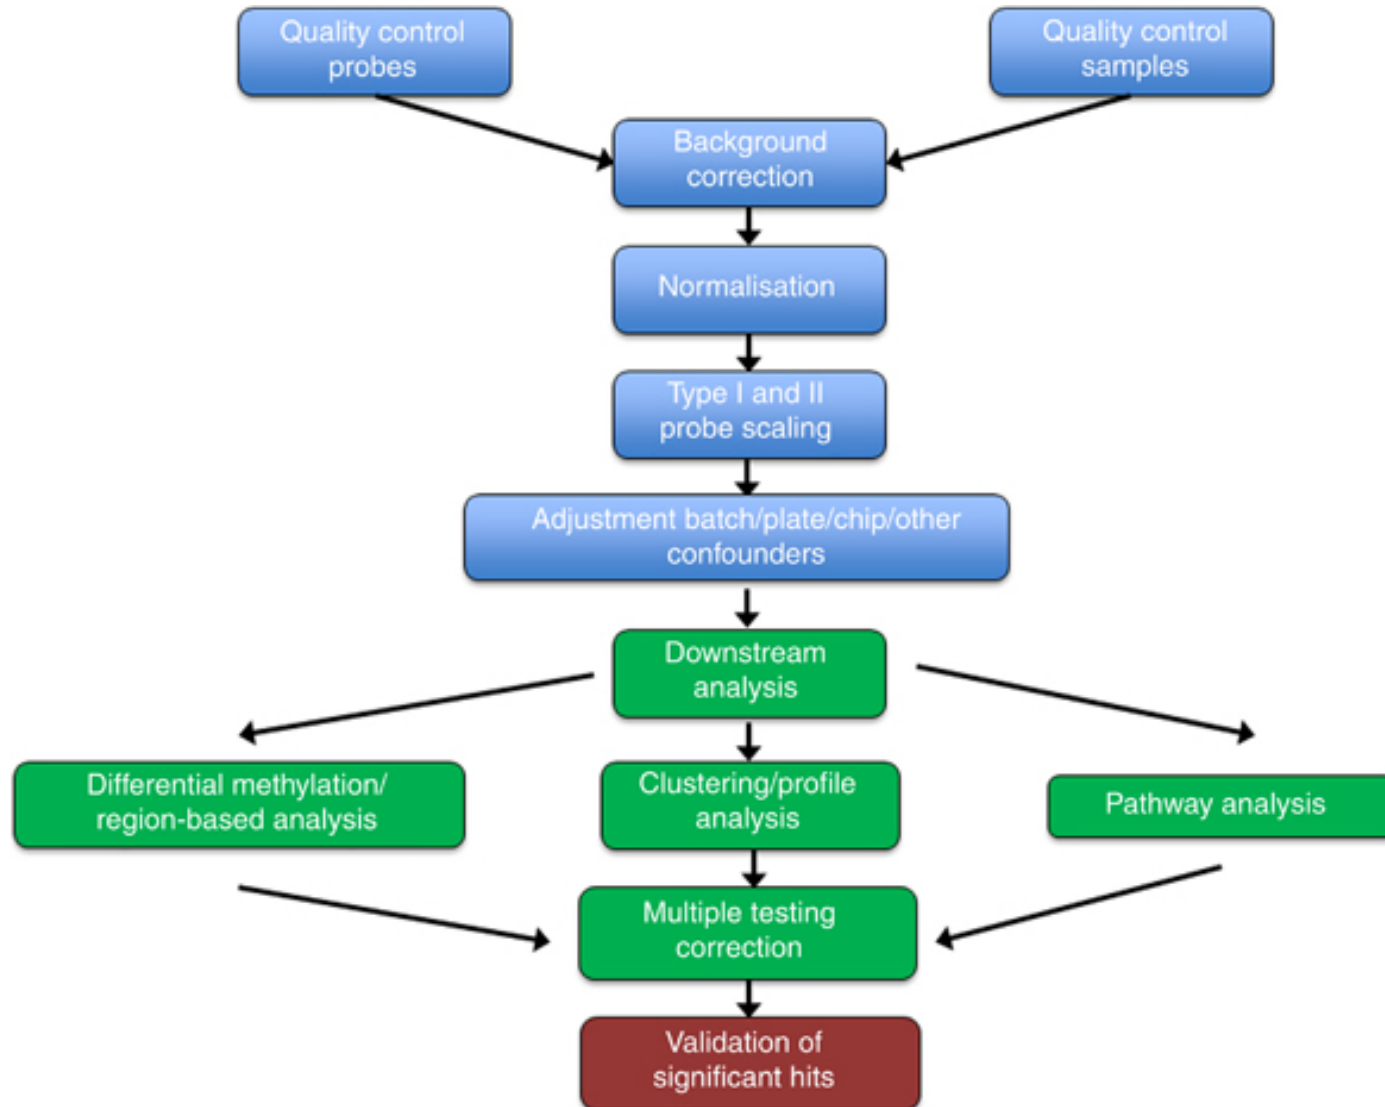 Quality control
probes
Quality control
samples
Background
correction
Normalisation
Type I and II
probe scaling
Adjustment batch/plate/chip/other
confounders
Downstream
analysis
Differential methylation/
region-based analysis
Clustering/profile
analysis
Pathway analysis
Multiple testing
correction
Validation of
significant hits